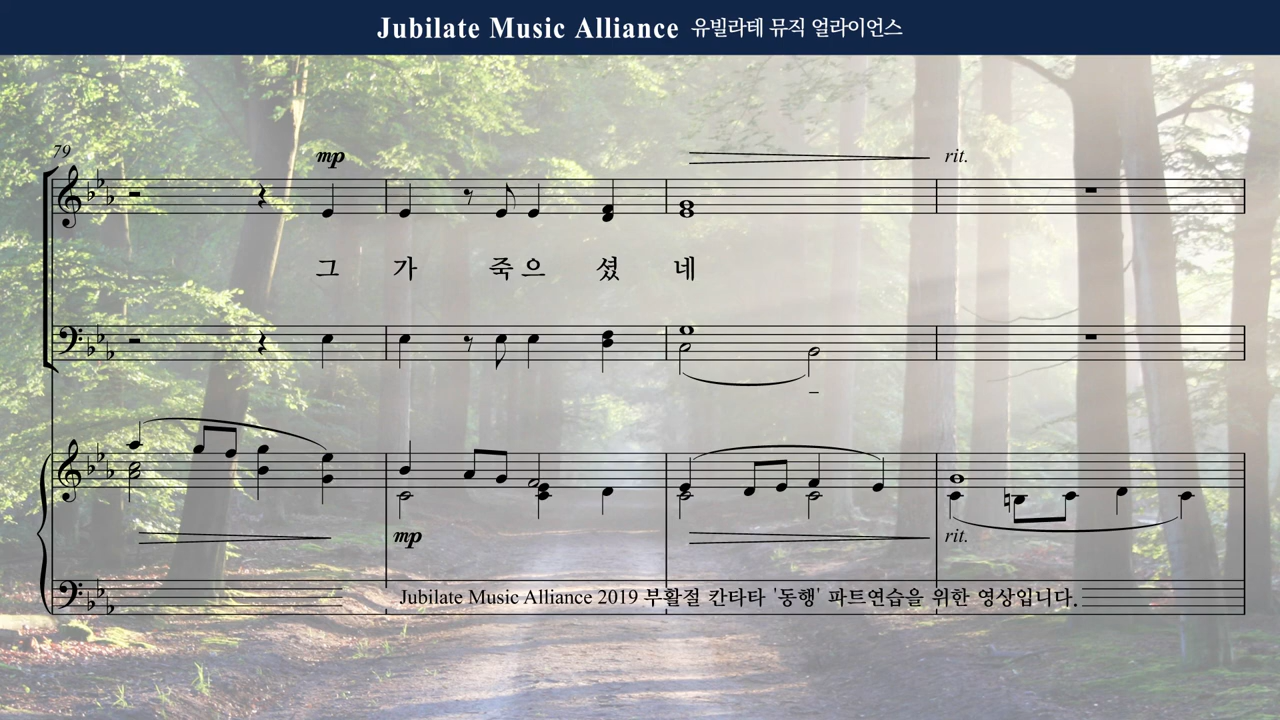 Jubilate Music Alliance 유빌라테 뮤직 얼라이언스
79
mp
rit.
그 가 죽 으 셨 네
mp
rit.
Jubilate Music Alliance 2019 부활절 칸타타 '동행' 파트연습을 위한 영상입니다.